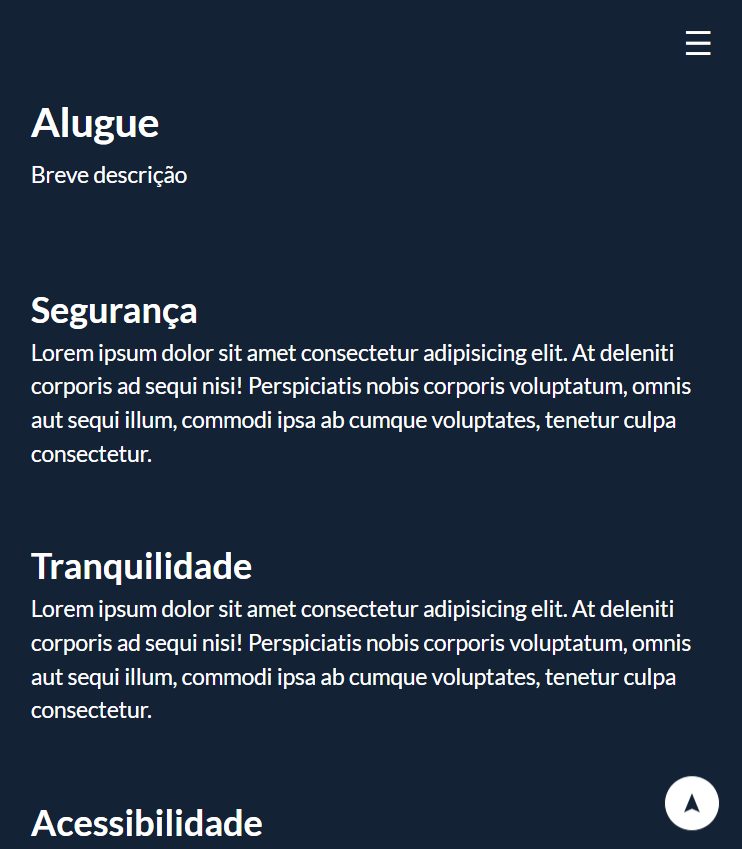 Alugue
Breve descrição
Segurança
Lorem ipsum dolor sit amet consectetur adipisicing elit. At deleniti
corporis ad sequi nisi! Perspiciatis nobis corporis voluptatum, omnis
aut sequi illum, commodi ipsa ab cumque voluptates, tenetur culpa
consectetur.
Tranquilidade
Lorem ipsum dolor sit amet consectetur adipisicing elit. At deleniti
corporis ad sequi nisi! Perspiciatis nobis corporis voluptatum, omnis
aut sequi illum, commodi ipsa ab cumque voluptates, tenetur culpa
consectetur.
Acessibilidade